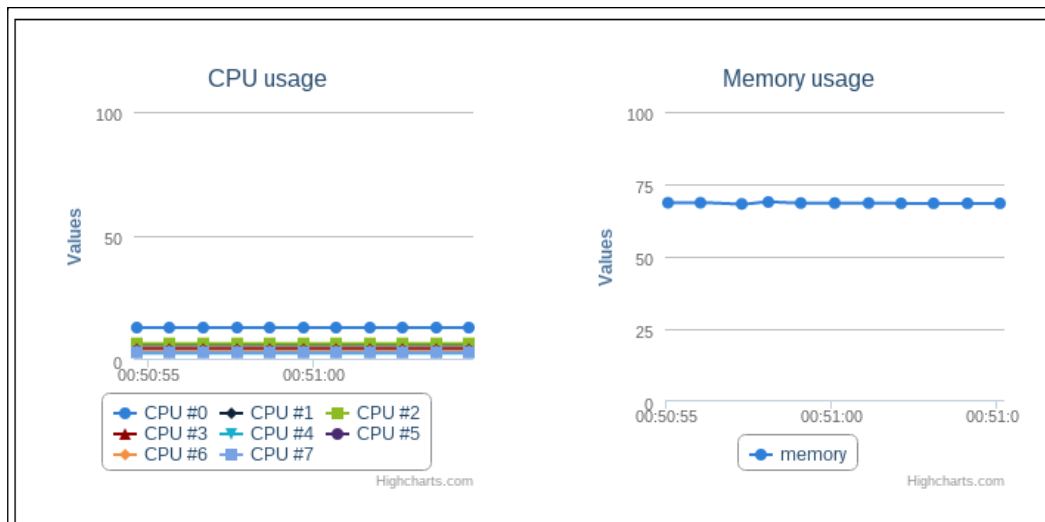 CPU usage
100
50
0
Values
00:50:55
00:51:00
CPU #0
CPU #1
CPU #2
CPU #3
CPU #4
CPU #5
CPU #6
CPU #7
Highcharts.com
Memory usage
100
75
50
25
0
Values
00:50:55
00:51:00
00:51:0
memory
Highcharts.com